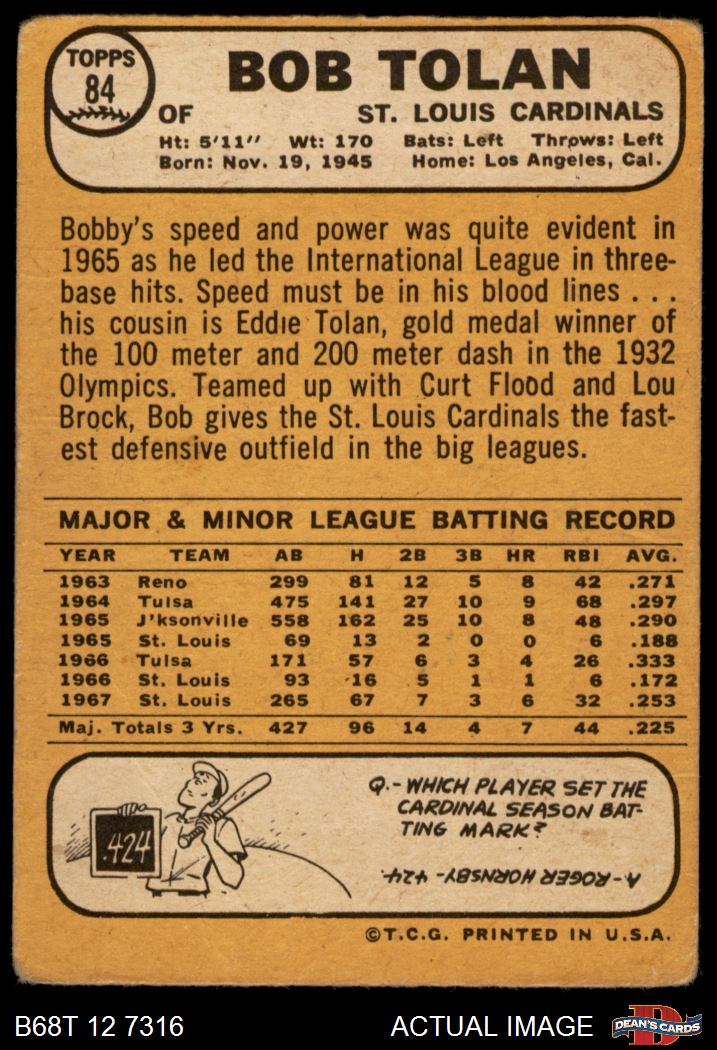 TOPPS
84
BOB TOLAN
OF ST. LOUIS CARDINALS
Ht: 5'11" Wt: 170 Bats: Left Throws: Left
Born: Nov. 19, 1945 Home: Los Angeles, Cal.
Bobby's speed and power was quite evident in
1965 as he led the International League in three-
base hits. Speed must be in his blood lines . . .
his cousin is Eddie Tolan, gold medal winner of
the 100 meter and 200 meter dash in the 1932
Olympics. Teamed up with Curt Flood and Lou
Brock, Bob gives the St. Louis Cardinals the fast-
est defensive outfield in the big leagues.
MAJOR & MINOR LEAGUE BATTING RECORD
YEAR TEAM AB H 2B 3B HR RBI AVG.
1963 Reno 299 81 12 5 8 42 .271
1964 Tulsa 475 141 27 10 9 68 .297
1965 J'ksonville 558 162 25 10 8 48 .290
1965 St. Louis 69 13 2 0 0 6 .188
1966 Tulsa 171 57 6 3 4 26 .333
1966 St. Louis 93 16 5 1 1 6 .172
1967 St. Louis 265 67 7 3 6 32 .253
Maj. Totals 3 Yrs. 427 96 14 4 7 44 .225
.424
Q.- WHICH PLAYER SET THE
CARDINAL SEASON BAT-
TING MARK?
A- ROGER HORNSBY- .424
©T.C.G. PRINTED IN U.S.A.
B68T 12 7316 ACTUAL IMAGE
D
DEAN'S CARDS